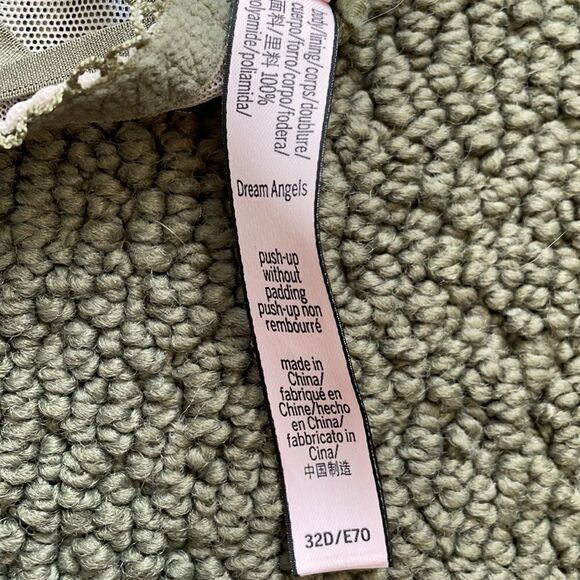 body/lining/corps/doublure/
cuerpo/forro/corpo/fodera/
面料/里料 100%
polyamide/poliamida/
Dream Angels
push-up
without
padding
push-up non
rembourré
made in
China/
fabriqué en
Chine/hecho
en China/
fabbricato in
Cina/
中国制造
32D/E70